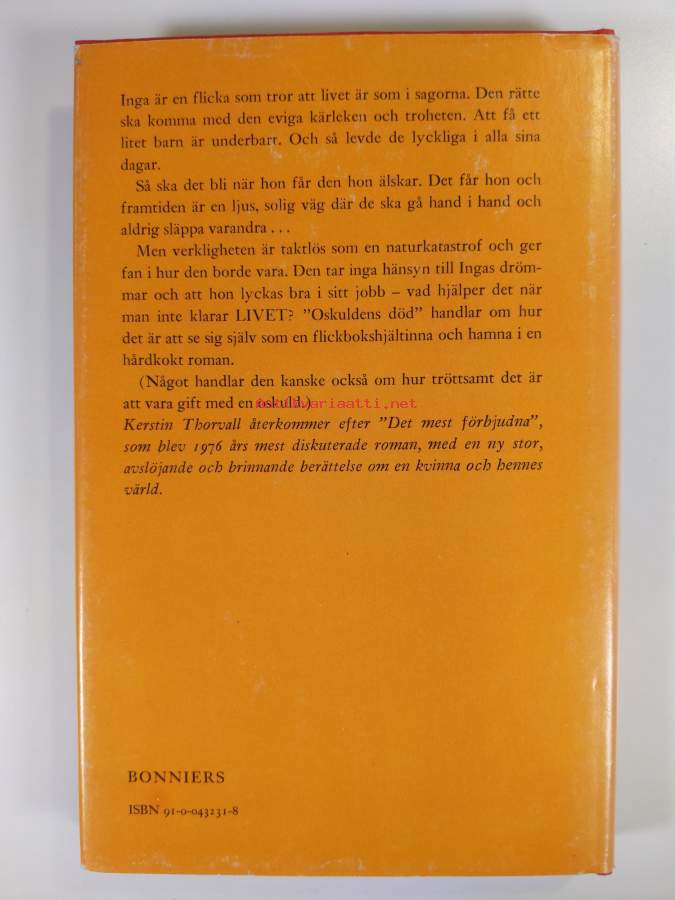 Inga är en flicka som tror att livet är som i sagorna. Den rätte
ska komma med den eviga kärleken och troheten. Att få ett
litet barn är underbart. Och så levde de lyckliga i alla sina
dagar.
Så ska det bli när hon får den hon älskar. Det får hon och
framtiden är en ljus, solig väg där de ska gå hand i hand och
aldrig släppa varandra . . .
Men verkligheten är taktlös som en naturkatastrof och ger
fan i hur den borde vara. Den tar inga hänsyn till Ingas dröm-
mar och att hon lyckas bra i sitt jobb – vad hjälper det när
man inte klarar LIVET? ”Oskuldens död” handlar om hur
det är att se sig själv som en flickbokshjältinna och hamna i en
hårdkokt roman.
(Något handlar den kanske också om hur tröttsamt det är
att vara gift med en oskuld.)
antikvariaatti.net
Kerstin Thorvall återkommer efter ”Det mest förbjudna”,
som blev 1976 års mest diskuterade roman, med en ny stor,
avslöjande och brinnande berättelse om en kvinna och hennes
värld.
BONNIERS
ISBN 91-0-043231-8